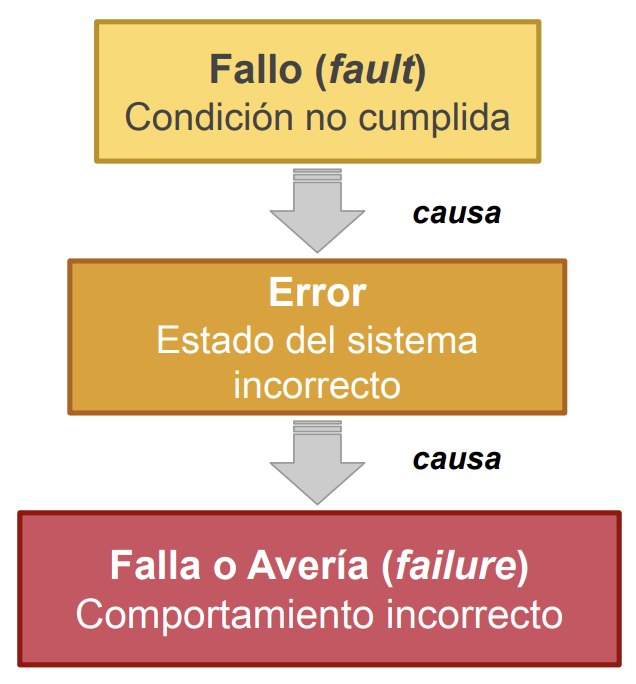 Fallo (fault)
Condición no cumplida
causa
Error
Estado del sistema
incorrecto
causa
Falla o Avería (failure)
Comportamiento incorrecto